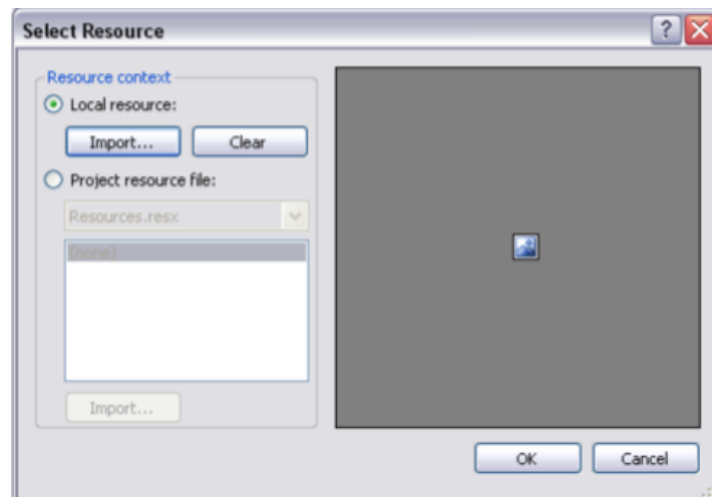 Select Resource
Resource context
Local resource:
Import... Clear
Project resource file:
Resources.resx
(none)
Import...
OK Cancel